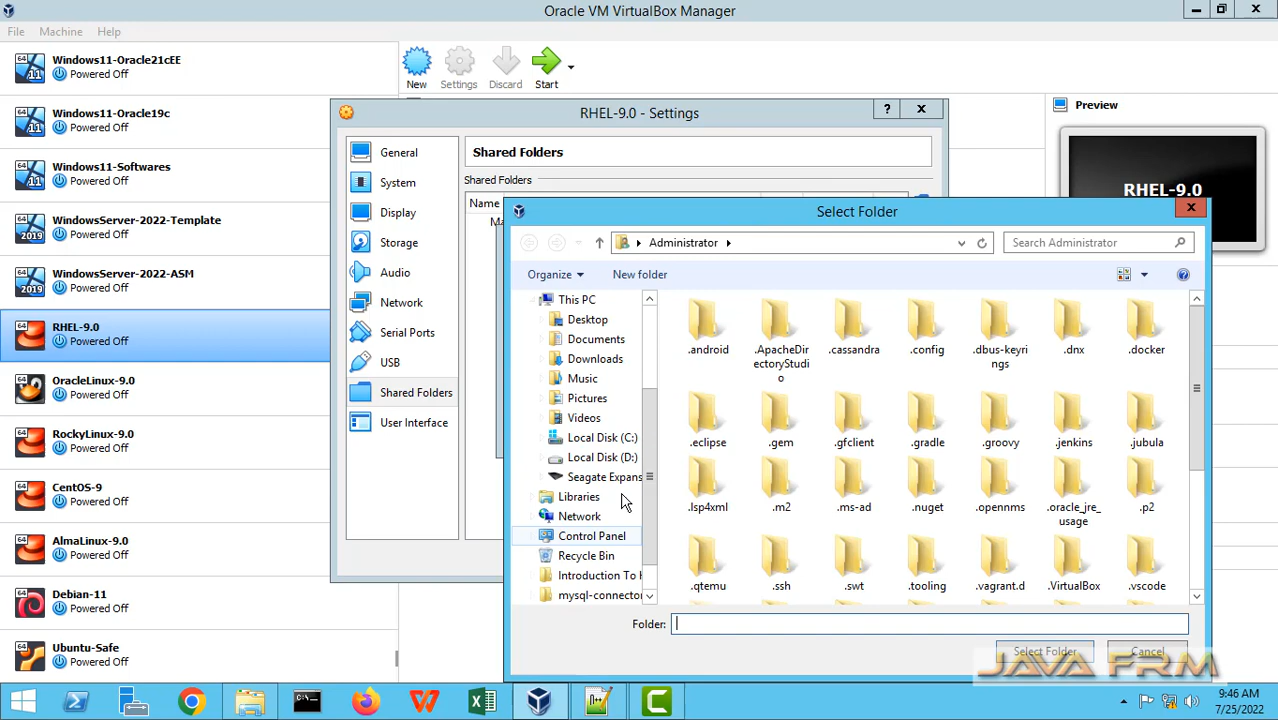 Oracle VM VirtualBox Manager
File Machine Help
Windows11-Oracle21cEE
Powered Off
Windows11-Oracle19c
Powered Off
Windows11-Softwares
Powered Off
WindowsServer-2022-Template
Powered Off
WindowsServer-2022-ASM
Powered Off
RHEL-9.0
Powered Off
OracleLinux-9.0
Powered Off
RockyLinux-9.0
Powered Off
CentOS-9
Powered Off
AlmaLinux-9.0
Powered Off
Debian-11
Powered Off
Ubuntu-Safe
Powered Off
New Settings Discard Start
Preview
RHEL-9.0
RHEL-9.0 - Settings
General
System
Display
Storage
Audio
Network
Serial Ports
USB
Shared Folders
User Interface
Shared Folders
Shared Folders
Name
Ma
Select Folder
Administrator
Search Administrator
Organize New folder
This PC
Desktop
Documents
Downloads
Music
Pictures
Videos
Local Disk (C:)
Local Disk (D:)
Seagate Expans
Libraries
Network
Control Panel
Recycle Bin
Introduction To
mysql-connecto
.android .ApacheDirectoryStudio .cassandra .config .dbus-keyrings .dnx .docker
.eclipse .gem .gfclient .gradle .groovy .jenkins .jubula
.lsp4xml .m2 .ms-ad .nuget .opennms .oracle_jre_usage .p2
.qtemu .ssh .swt .tooling .vagrant.d .VirtualBox .vscode
Folder:
Select Folder Cancel
JAVA FRM
9:46 AM
7/25/2022